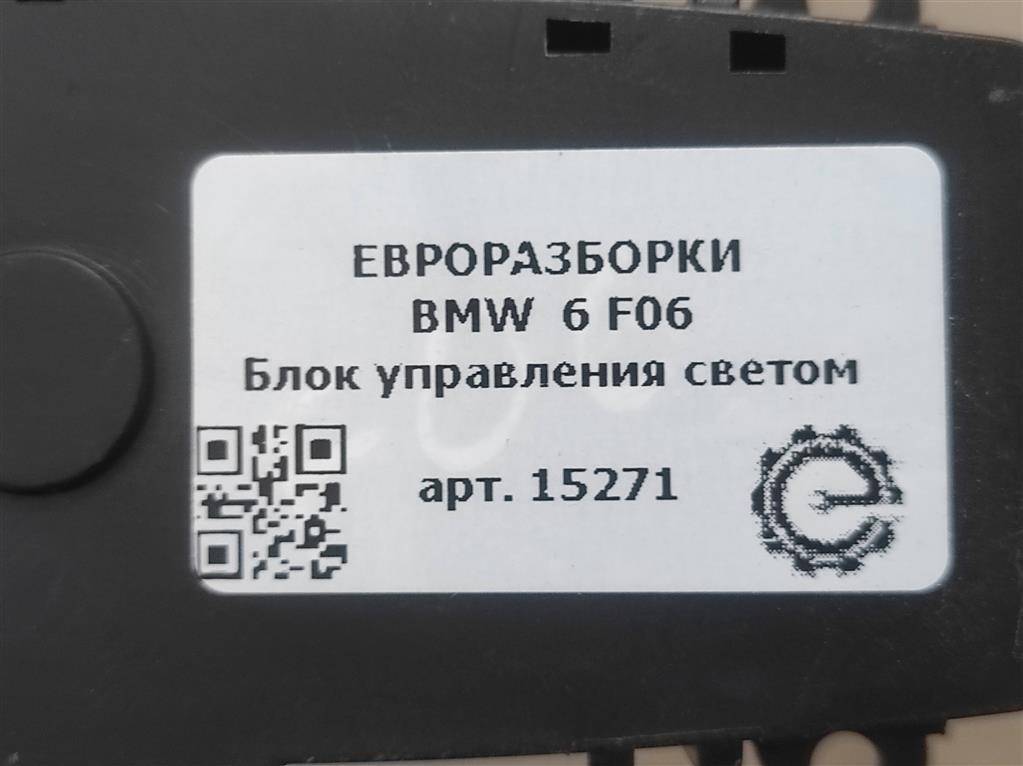 ЕВРОРАЗБОРКИ
BMW 6 F06
Блок управления светом
арт. 15271